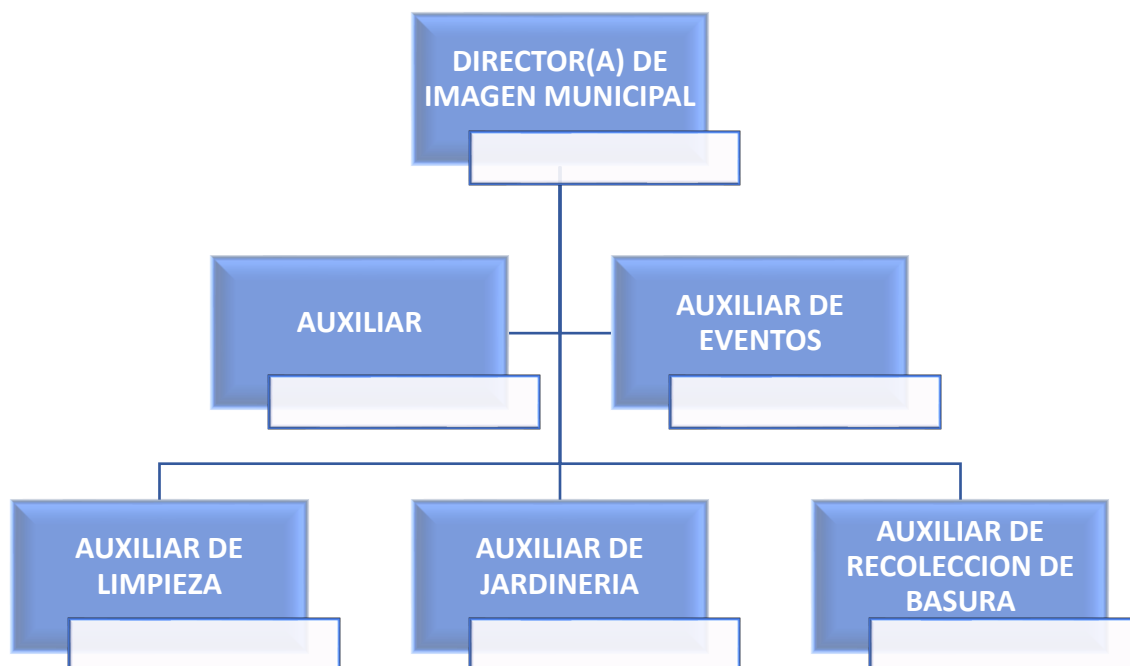 DIRECTOR(A) DE
IMAGEN MUNICIPAL
AUXILIAR
AUXILIAR DE
EVENTOS
AUXILIAR DE
LIMPIEZA
AUXILIAR DE
JARDINERIA
AUXILIAR DE
RECOLECCION DE
BASURA